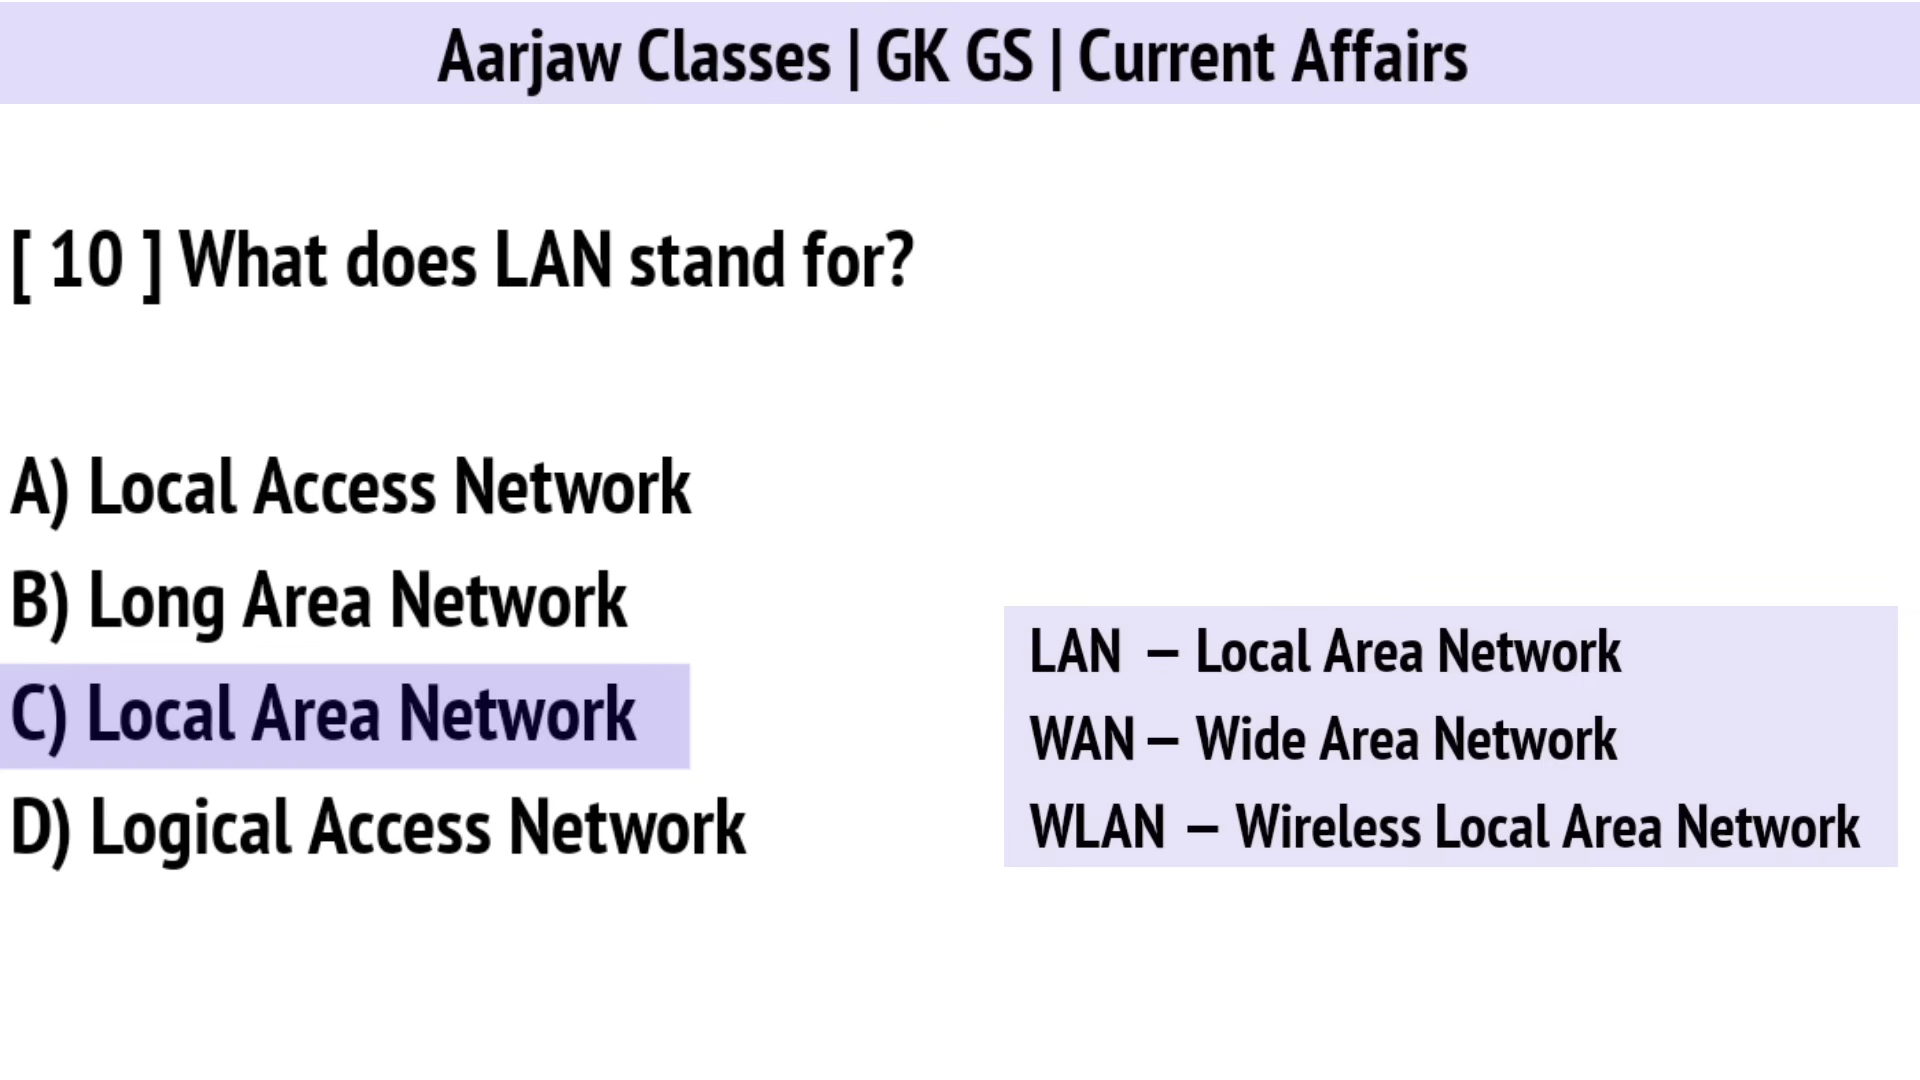 Aarjaw Classes | GK GS | Current Affairs
[ 10 ] What does LAN stand for?
A) Local Access Network
B) Long Area Network
C) Local Area Network
D) Logical Access Network
LAN – Local Area Network
WAN – Wide Area Network
WLAN – Wireless Local Area Network